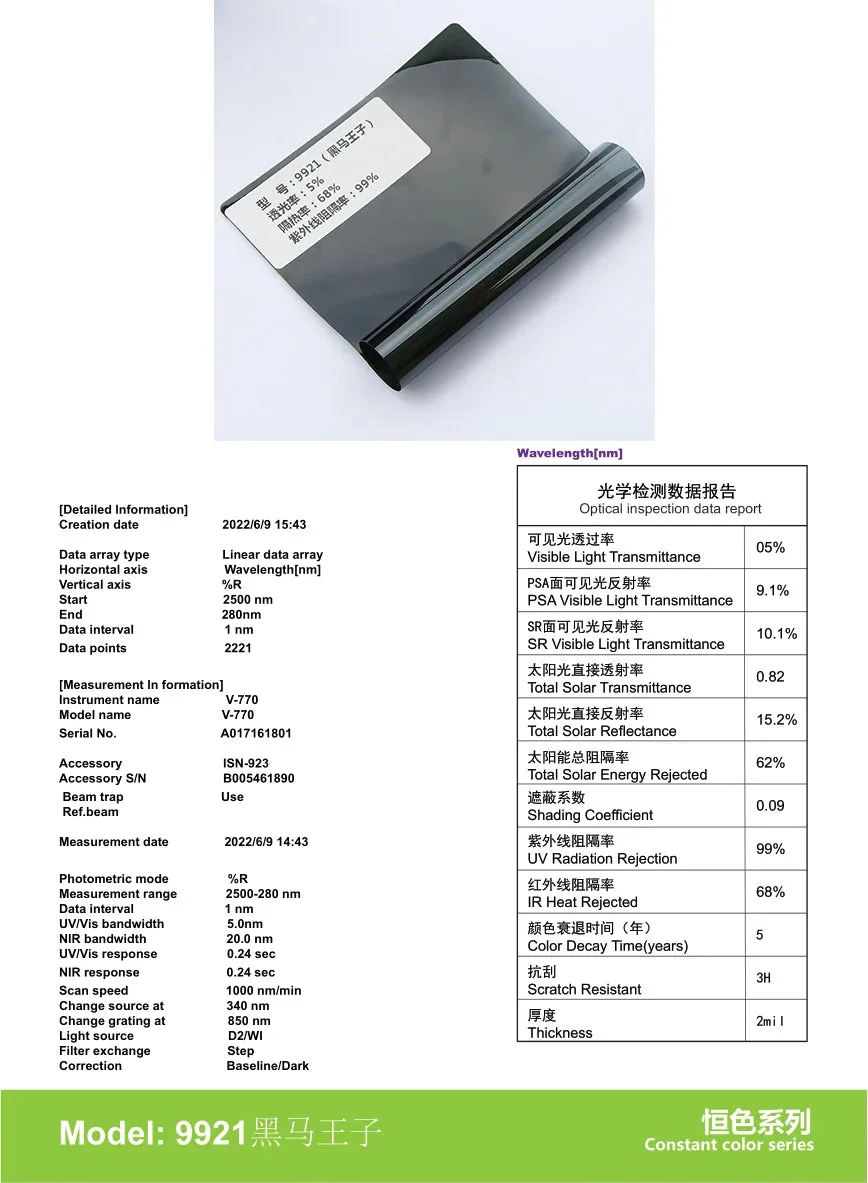 型 号：9921（黑马王子）
透光率：5%
隔热率：68%
紫外线阻隔率：99%
Wavelength[nm]
光学检测数据报告
Optical inspection data report
可见光透过率
Visible Light Transmittance 05%
PSA面可见光反射率
PSA Visible Light Transmittance 9.1%
SR面可见光反射率
SR Visible Light Transmittance 10.1%
太阳光直接透射率
Total Solar Transmittance 0.82
太阳光直接反射率
Total Solar Reflectance 15.2%
太阳能总阻隔率
Total Solar Energy Rejected 62%
遮蔽系数
Shading Coefficient 0.09
紫外线阻隔率
UV Radiation Rejection 99%
红外线阻隔率
IR Heat Rejected 68%
颜色衰退时间（年）
Color Decay Time(years) 5
抗刮
Scratch Resistant 3H
厚度
Thickness 2mil
[Detailed Information]
Creation date 2022/6/9 15:43
Data array type Linear data array
Horizontal axis Wavelength[nm]
Vertical axis %R
Start 2500 nm
End 280nm
Data interval 1 nm
Data points 2221
[Measurement In formation]
Instrument name V-770
Model name V-770
Serial No. A017161801
Accessory ISN-923
Accessory S/N B005461890
Beam trap Use
Ref.beam
Measurement date 2022/6/9 14:43
Photometric mode %R
Measurement range 2500-280 nm
Data interval 1 nm
UV/Vis bandwidth 5.0nm
NIR bandwidth 20.0 nm
UV/Vis response 0.24 sec
NIR response 0.24 sec
Scan speed 1000 nm/min
Change source at 340 nm
Change grating at 850 nm
Light source D2/WI
Filter exchange Step
Correction Baseline/Dark
Model: 9921黑马王子
恒色系列
Constant color series